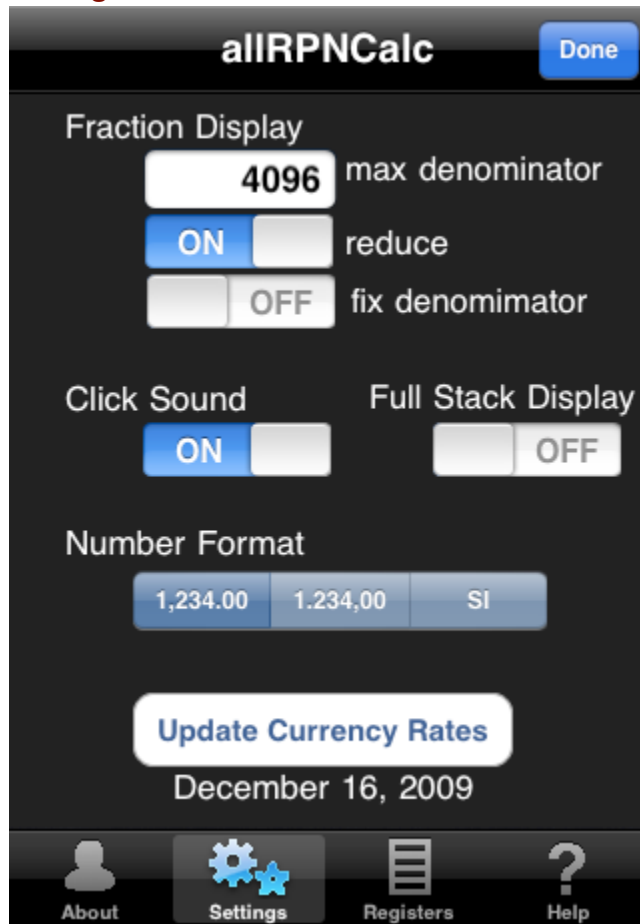 allRPNCalc Done
Fraction Display
4096 max denominator
ON reduce
OFF fix denomimator
Click Sound Full Stack Display
ON OFF
Number Format
1,234.00 1.234,00 SI
Update Currency Rates
December 16, 2009
About Settings Registers Help